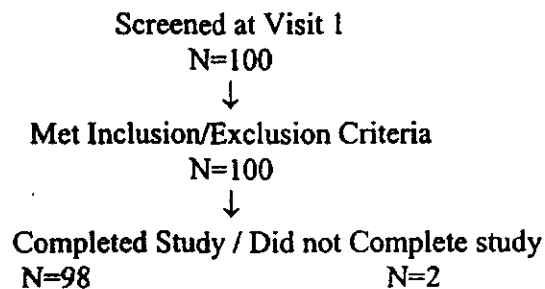 Screened at Visit 1
N=100
↓
Met Inclusion/Exclusion Criteria
N=100
↓
Completed Study / Did not Complete study
N=98 N=2